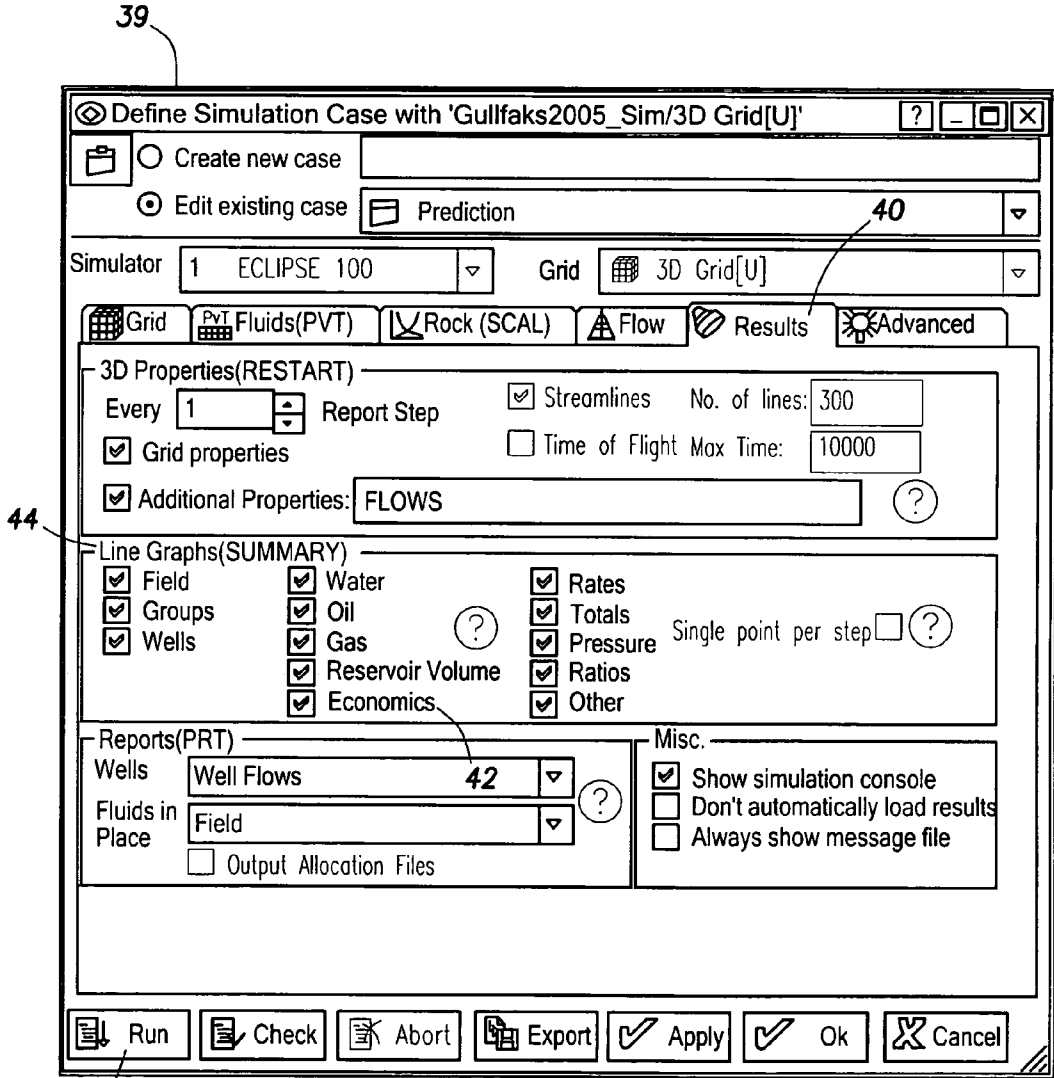 39
Define Simulation Case with 'Gullfaks2005_Sim/3D Grid[U]' ?
Create new case
Edit existing case Prediction 40
Simulator 1 ECLIPSE 100 Grid 3D Grid[U]
Grid PvT Fluids(PVT) Rock (SCAL) Flow Results Advanced
3D Properties(RESTART)
Every 1 Report Step Streamlines No. of lines: 300
Grid properties Time of Flight Max Time: 10000
Additional Properties: FLOWS ?
44
Line Graphs(SUMMARY)
Field Water Rates
Groups Oil Totals
Wells Gas ? Pressure Single point per step ?
Reservoir Volume Ratios
Economics Other
Reports(PRT) Misc.
Wells Well Flows 42 Show simulation console
? Don't automatically load results
Fluids in Place Field Always show message file
Output Allocation Files
Run Check Abort Export Apply Ok Cancel